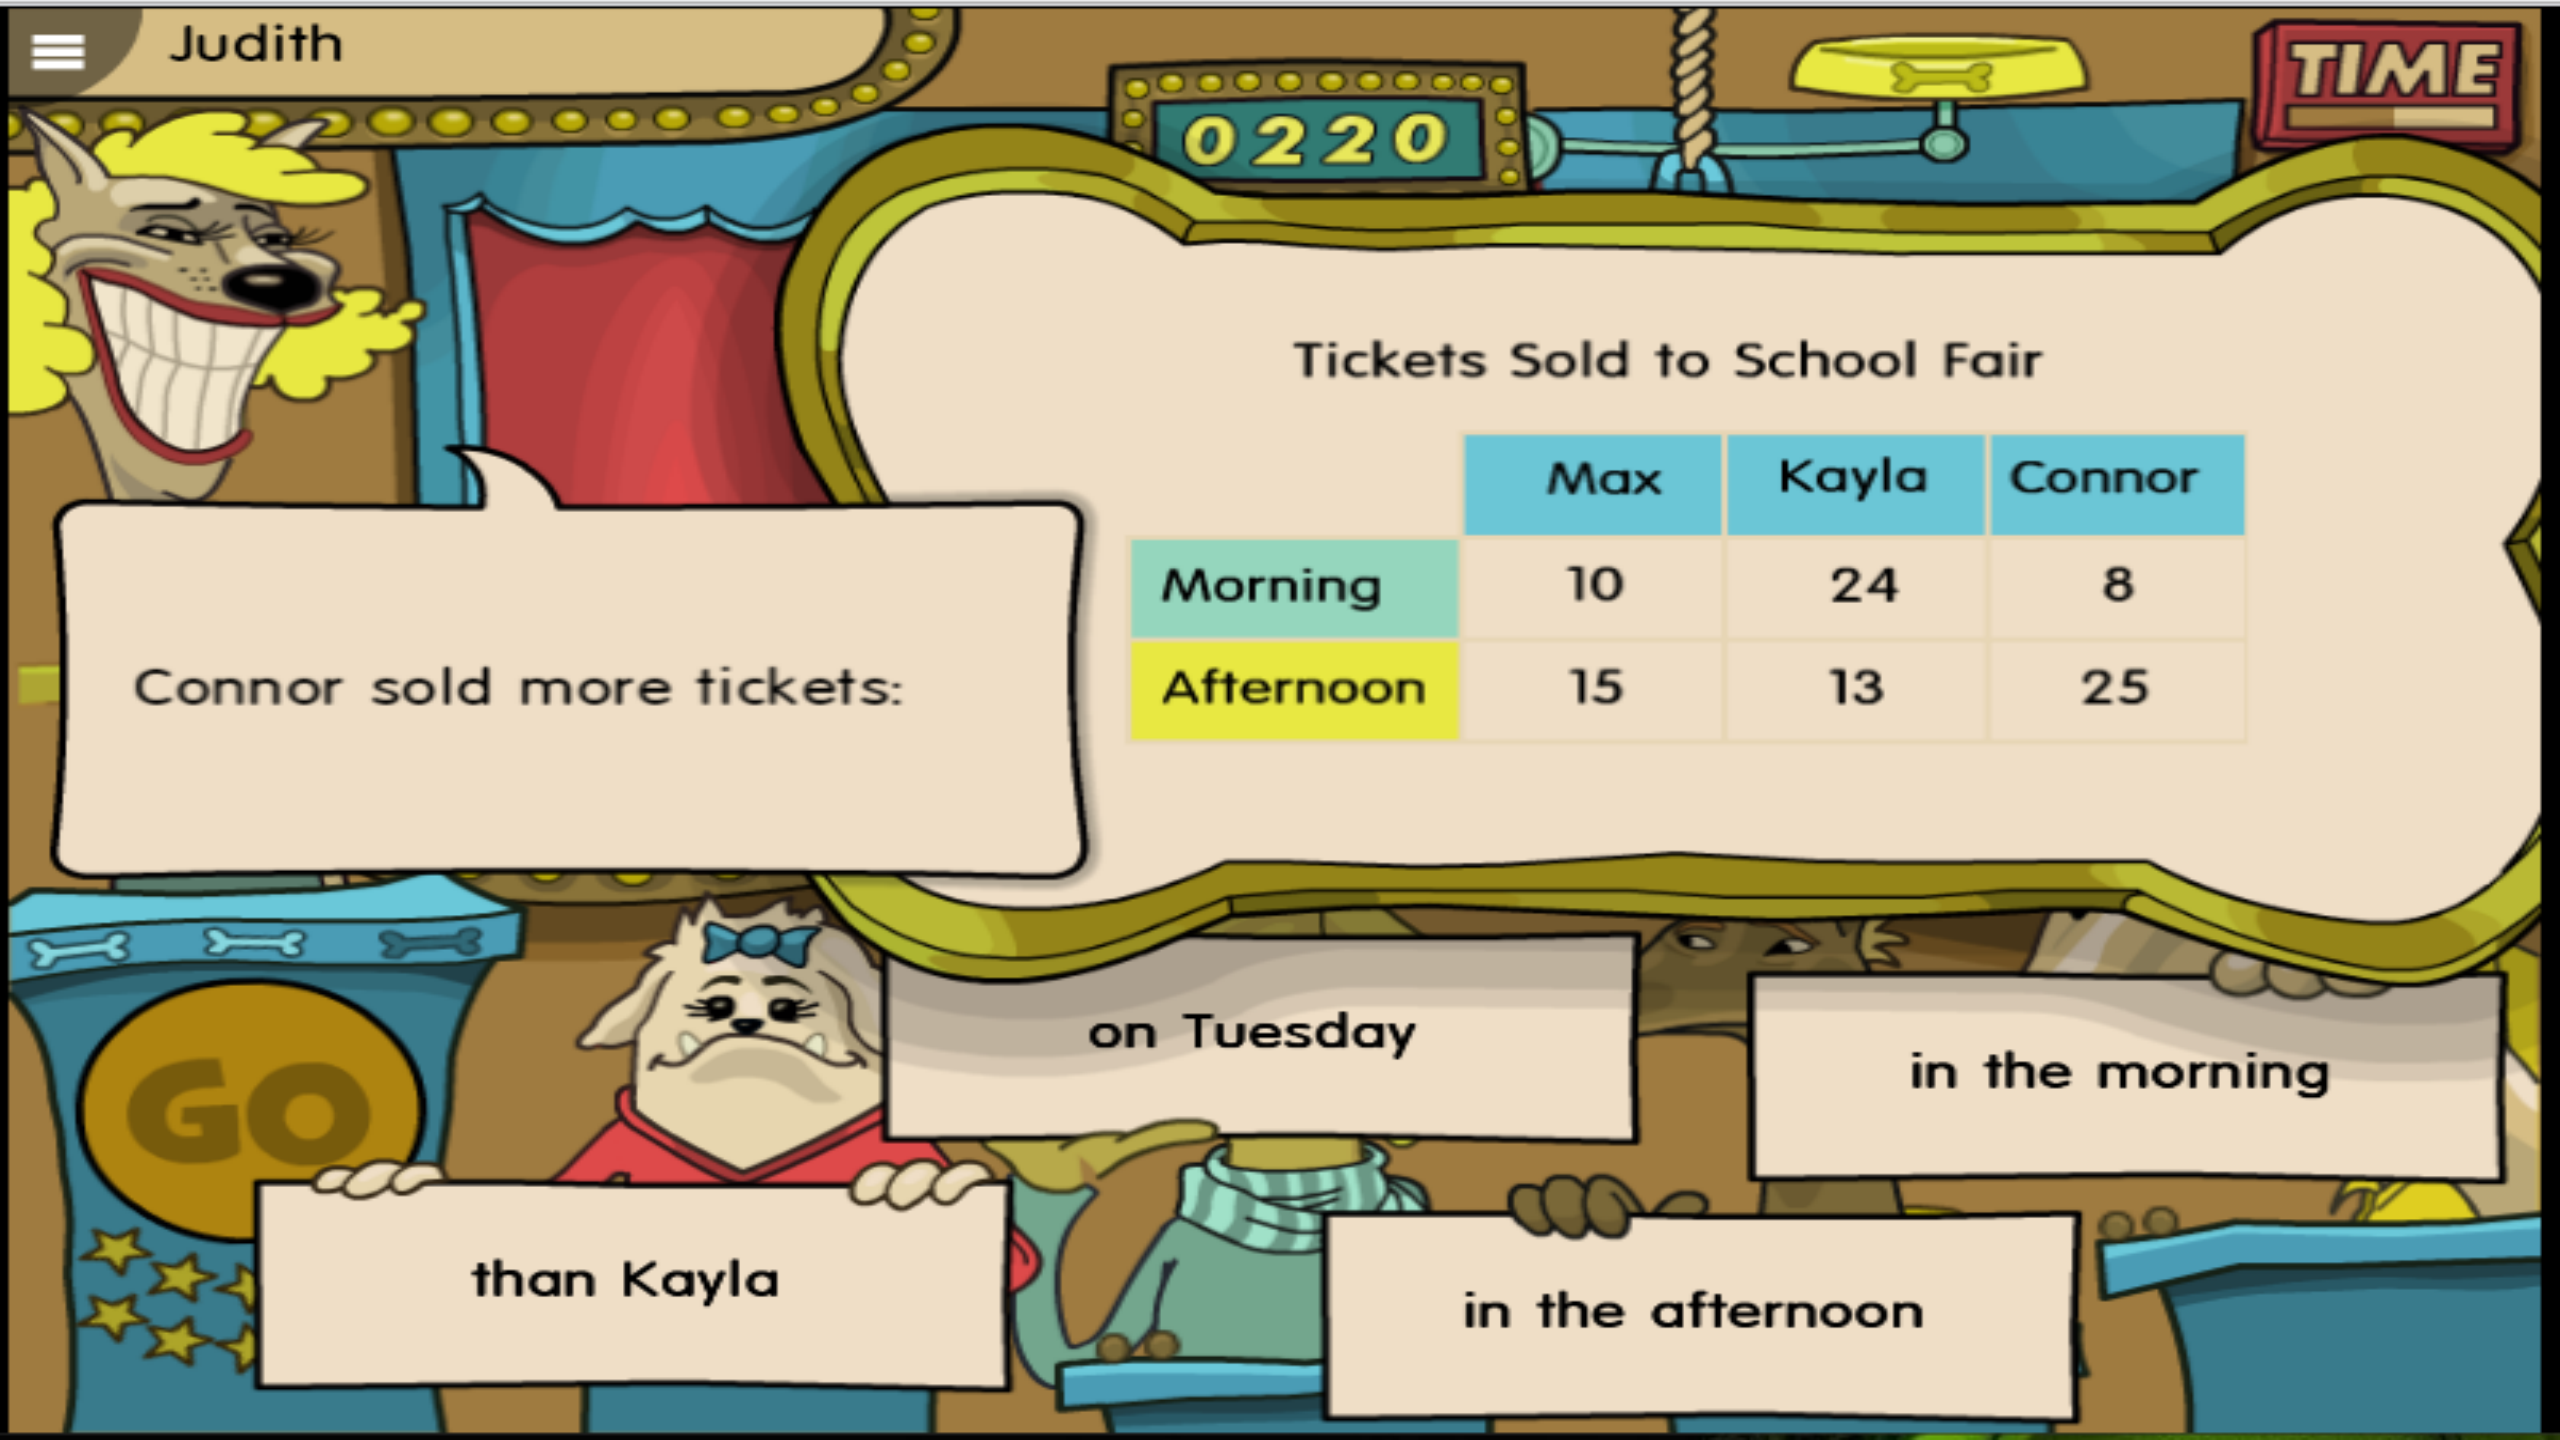 Judith
0220
TIME
Tickets Sold to School Fair
Max Kayla Connor
Morning 10 24 8
Afternoon 15 13 25
Connor sold more tickets:
GO
on Tuesday
in the morning
than Kayla
in the afternoon